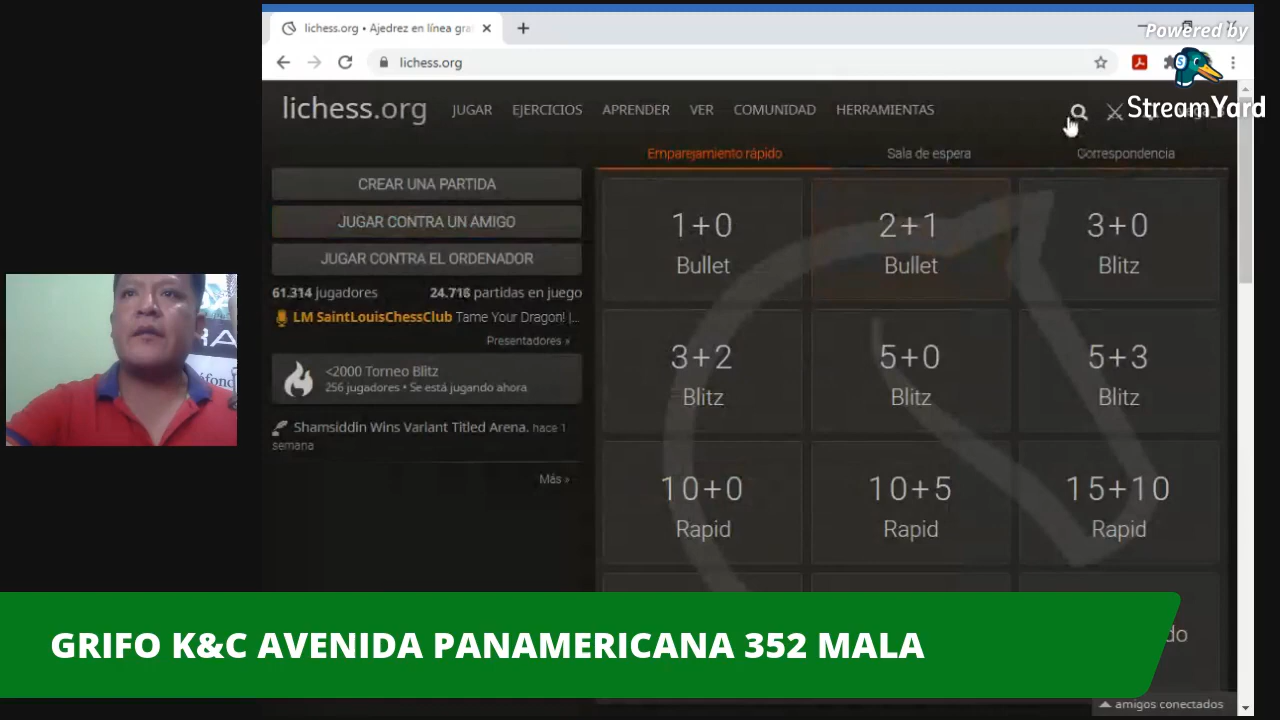 lichess.org • Ajedrez en línea gra
Powered by
lichess.org
StreamYard
lichess.org JUGAR EJERCICIOS APRENDER VER COMUNIDAD HERRAMIENTAS
Emparejamiento rápido Sala de espera Correspondencia
CREAR UNA PARTIDA
JUGAR CONTRA UN AMIGO
JUGAR CONTRA EL ORDENADOR
61.314 jugadores 24.718 partidas en juego
LM SaintLouisChessClub Tame Your Dragon! |...
Presentadores »
<2000 Torneo Blitz
256 jugadores • Se está jugando ahora
Shamsiddin Wins Variant Titled Arena. hace 1
semana
Más »
1+0 2+1 3+0
Bullet Bullet Blitz
3+2 5+0 5+3
Blitz Blitz Blitz
10+0 10+5 15+10
Rapid Rapid Rapid
GRIFO K&C AVENIDA PANAMERICANA 352 MALA
amigos conectados